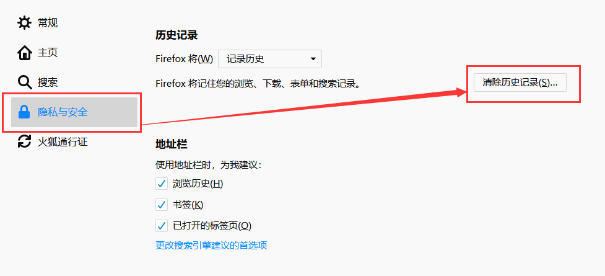 常规
主页
搜索
隐私与安全
火狐通行证
历史记录
Firefox 将(W) 记录历史
Firefox 将记住您的浏览、下载、表单和搜索记录。
清除历史记录(S)...
地址栏
使用地址栏时，为我建议：
浏览历史(H)
书签(K)
已打开的标签页(O)
更改搜索引擎建议的首选项